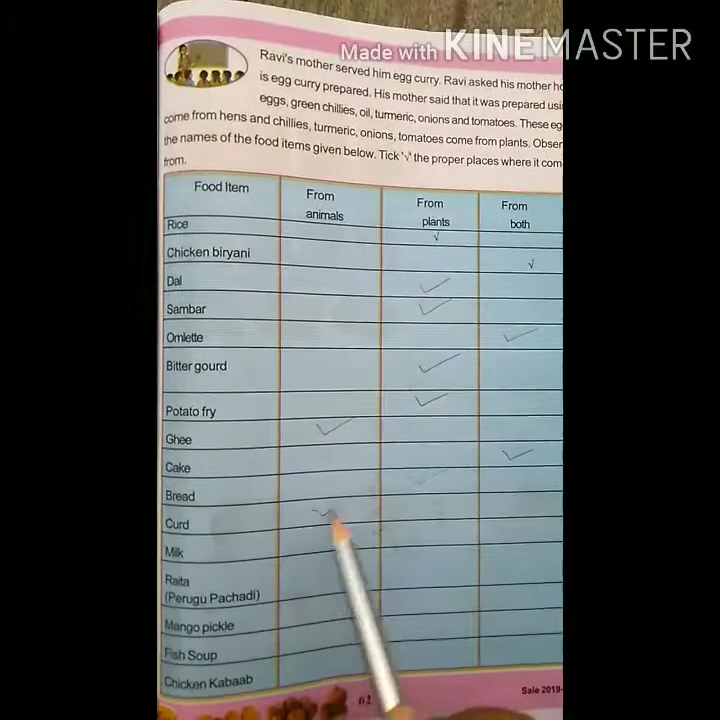 Made with KINEMASTER
Ravi's mother served him egg curry. Ravi asked his mother
is egg curry prepared. His mother said that it was prepared
eggs, green chillies, oil, turmeric, onions and tomatoes. These
come from hens and chillies, turmeric, onions, tomatoes come from plants.
the names of the food items given below. Tick '√' the proper places where it
from.
Food Item From animals From plants From both
Rice √
Chicken biryani √
Dal ✓
Sambar ✓
Omlette ✓
Bitter gourd ✓
Potato fry ✓
Ghee ✓
Cake ✓
Bread ✓
Curd
Milk
Raita
(Perugu Pachadi)
Mango pickle
Fish Soup
Chicken Kabaab
62
Sale 2019-